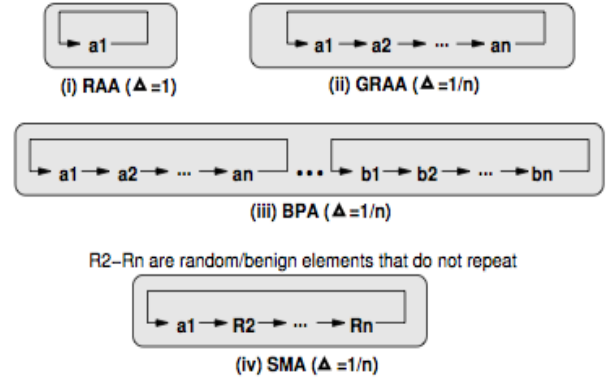 a1
(i) RAA (Δ=1)
a1 a2 ... an
(ii) GRAA (Δ=1/n)
a1 a2 ... an ... b1 b2 ... bn
(iii) BPA (Δ=1/n)
R2–Rn are random/benign elements that do not repeat
a1 R2 ... Rn
(iv) SMA (Δ=1/n)